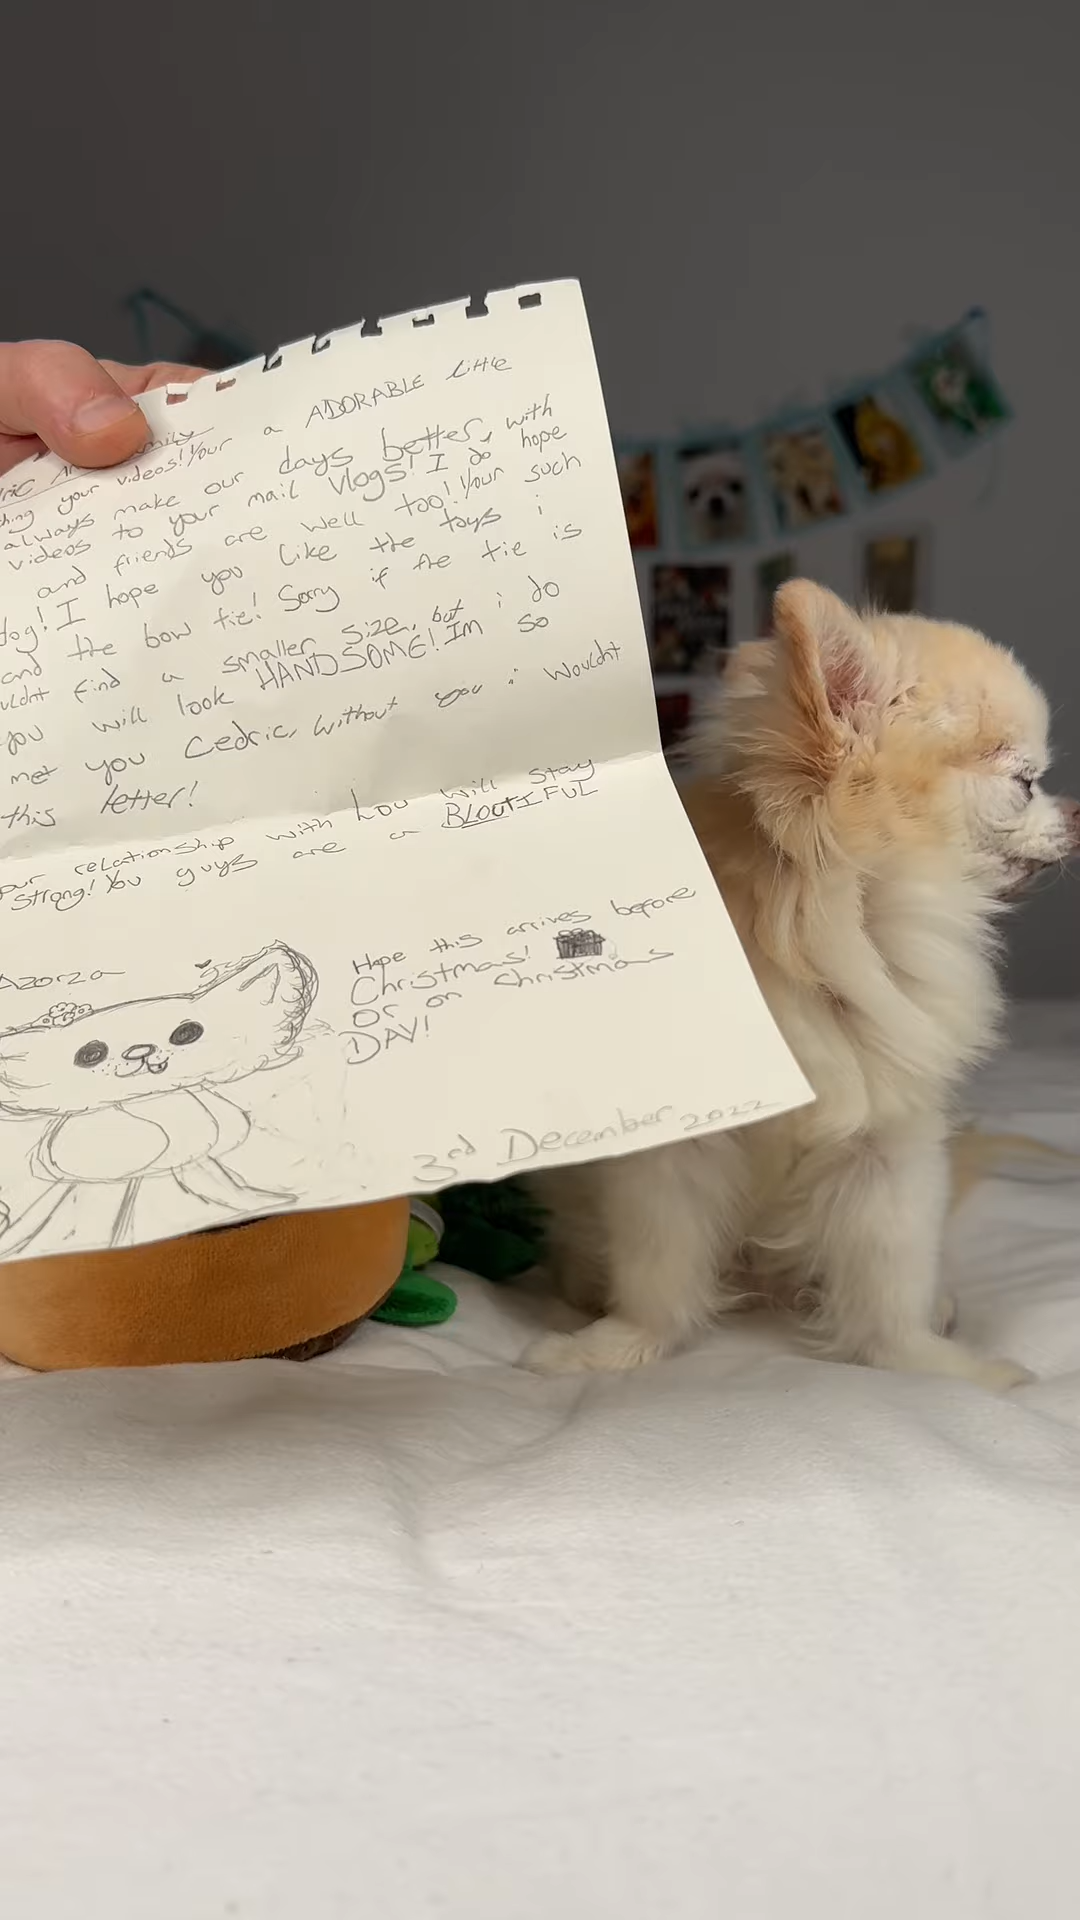 a ADORABLE little
your videos! Your
always make our days better, with
videos to your mail vlogs! I do hope
and friends are well too! Your such
dog! I hope you like the toys i
and the bow tie! Sorry if the tie is
find a smaller size, but i do
you will look HANDSOME! Im so
met you Cedric, without you i wouldnt
this letter!
relationship with Lou will stay
strong! You guys are a BLOUTIFUL
Azorza
Hope this arrives before
Christmas!
or on Christmas
DAY!
3rd December 2022